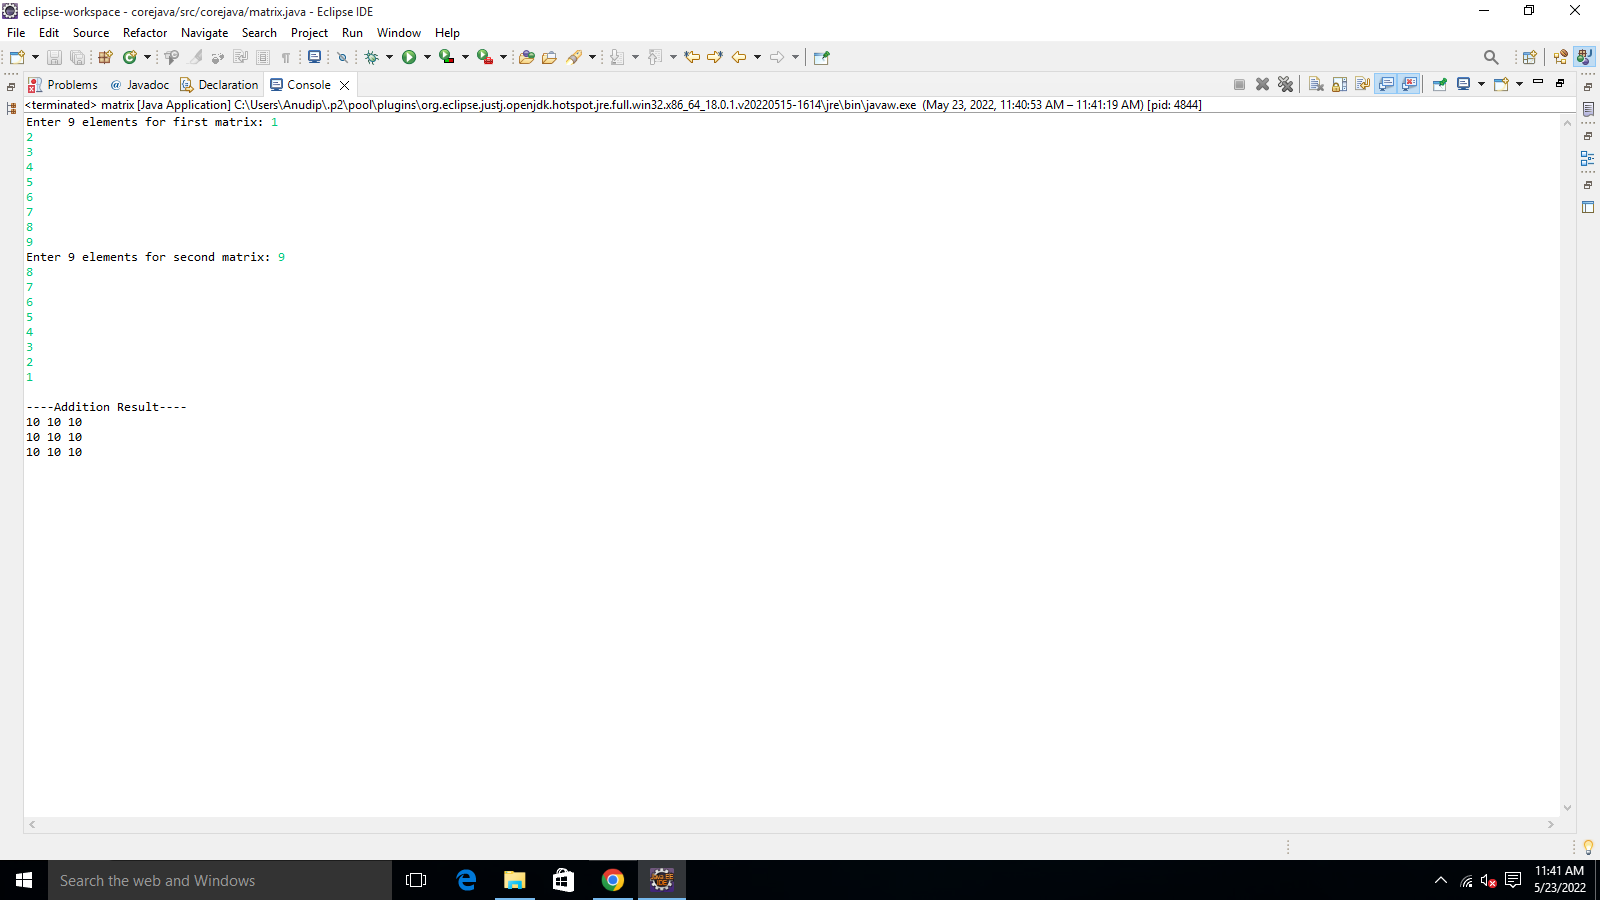 eclipse-workspace - corejava/src/corejava/matrix.java - Eclipse IDE
File Edit Source Refactor Navigate Search Project Run Window Help
Problems @ Javadoc Declaration Console
<terminated> matrix [Java Application] C:\Users\Anudip\.p2\pool\plugins\org.eclipse.justj.openjdk.hotspot.jre.full.win32.x86_64_18.0.1.v20220515-1614\jre\bin\javaw.exe (May 23, 2022, 11:40:53 AM – 11:41:19 AM) [pid: 4844]
Enter 9 elements for first matrix: 1
2
3
4
5
6
7
8
9
Enter 9 elements for second matrix: 9
8
7
6
5
4
3
2
1
----Addition Result----
10 10 10
10 10 10
10 10 10
Search the web and Windows
11:41 AM
5/23/2022